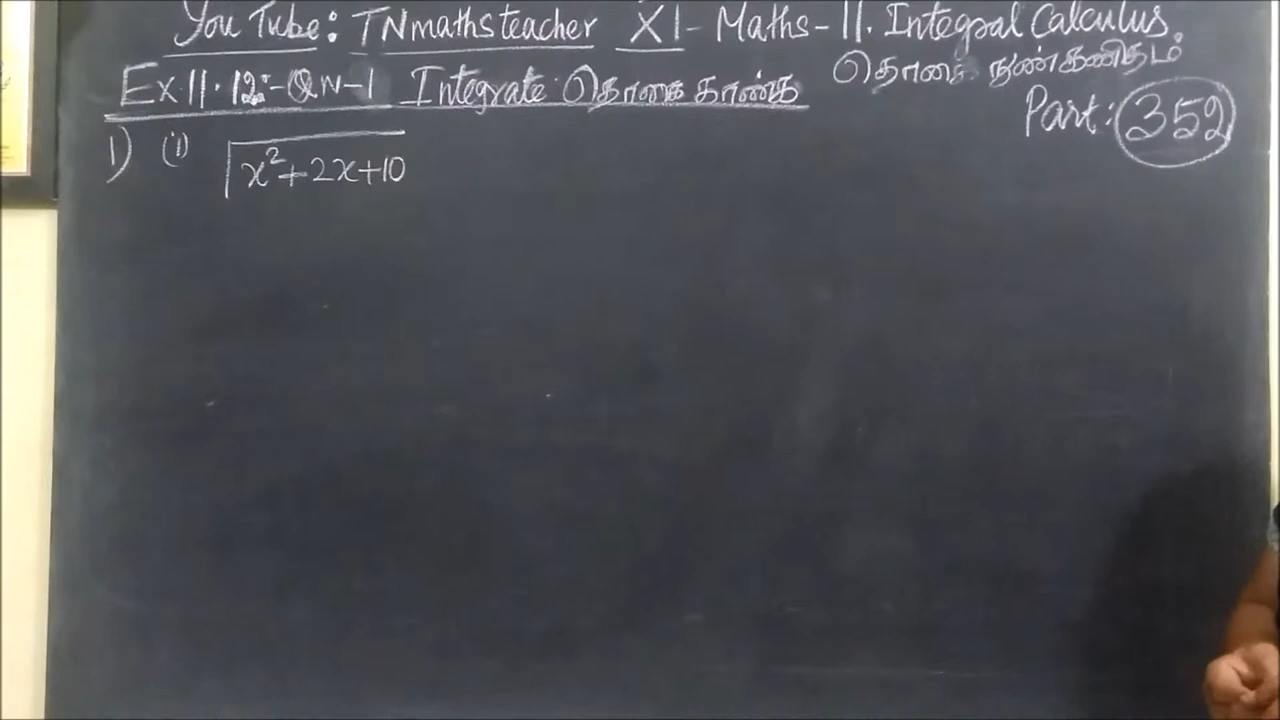 You Tube: TNmathsteacher XI- Maths-11. Integral Calculus.
தொகை நுண்கணிதம்
Ex.11.12:-QN-1 Integrate தொகை காண்க
Part: 352
1) (i) √x²+2x+10